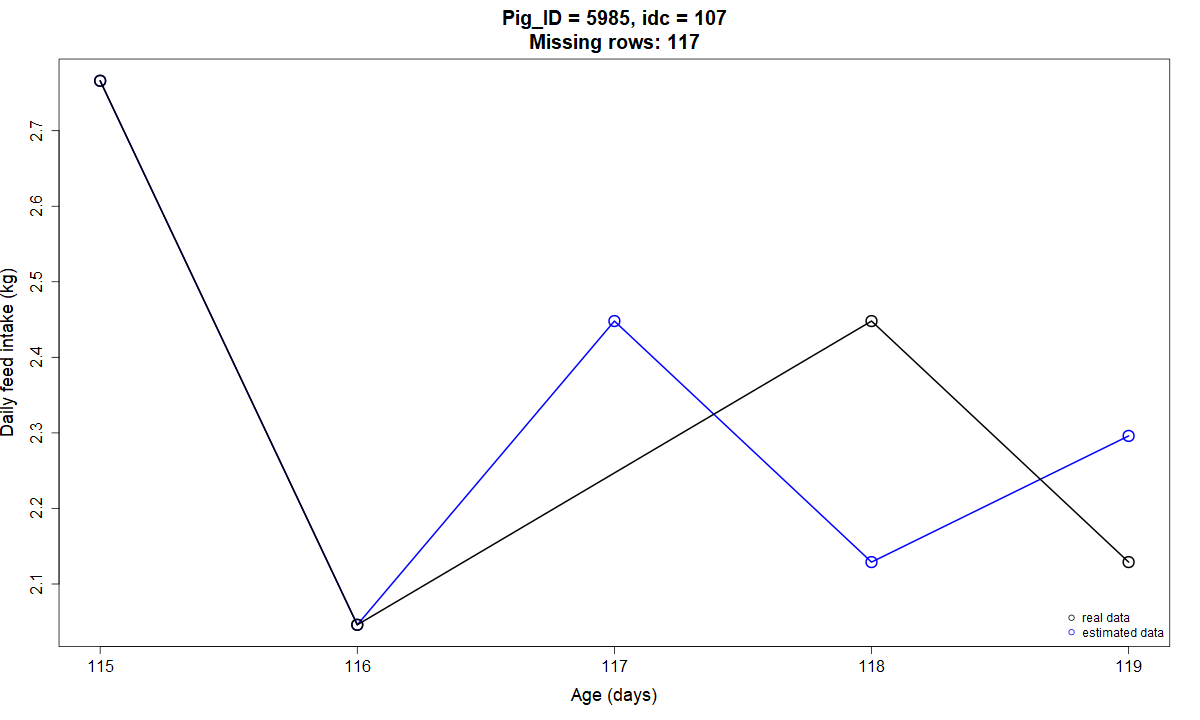 Pig_ID = 5985, idc = 107
Missing rows: 117
Daily feed intake (kg)
2.7
2.6
2.5
2.4
2.3
2.2
2.1
real data
estimated data
115 116 117 118 119
Age (days)